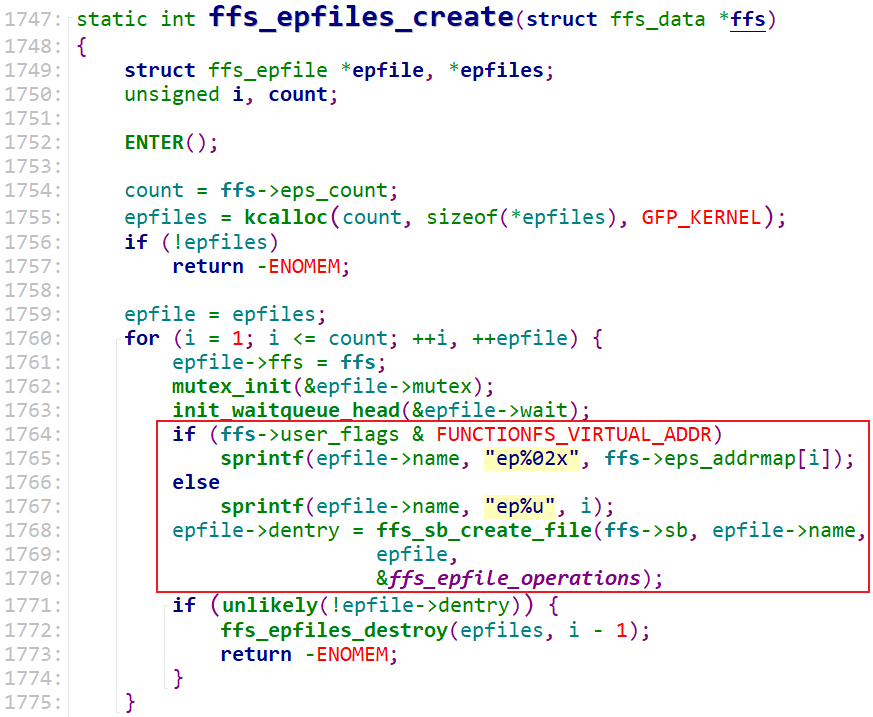 1747: static int ffs_epfiles_create(struct ffs_data *ffs)
1748: {
1749:     struct ffs_epfile *epfile, *epfiles;
1750:     unsigned i, count;
1751:
1752:     ENTER();
1753:
1754:     count = ffs->eps_count;
1755:     epfiles = kcalloc(count, sizeof(*epfiles), GFP_KERNEL);
1756:     if (!epfiles)
1757:         return -ENOMEM;
1758:
1759:     epfile = epfiles;
1760:     for (i = 1; i <= count; ++i, ++epfile) {
1761:         epfile->ffs = ffs;
1762:         mutex_init(&epfile->mutex);
1763:         init_waitqueue_head(&epfile->wait);
1764:         if (ffs->user_flags & FUNCTIONFS_VIRTUAL_ADDR)
1765:             sprintf(epfile->name, "ep%02x", ffs->eps_addrmap[i]);
1766:         else
1767:             sprintf(epfile->name, "ep%u", i);
1768:         epfile->dentry = ffs_sb_create_file(ffs->sb, epfile->name,
1769:                          epfile,
1770:                          &ffs_epfile_operations);
1771:         if (unlikely(!epfile->dentry)) {
1772:             ffs_epfiles_destroy(epfiles, i - 1);
1773:             return -ENOMEM;
1774:         }
1775:     }